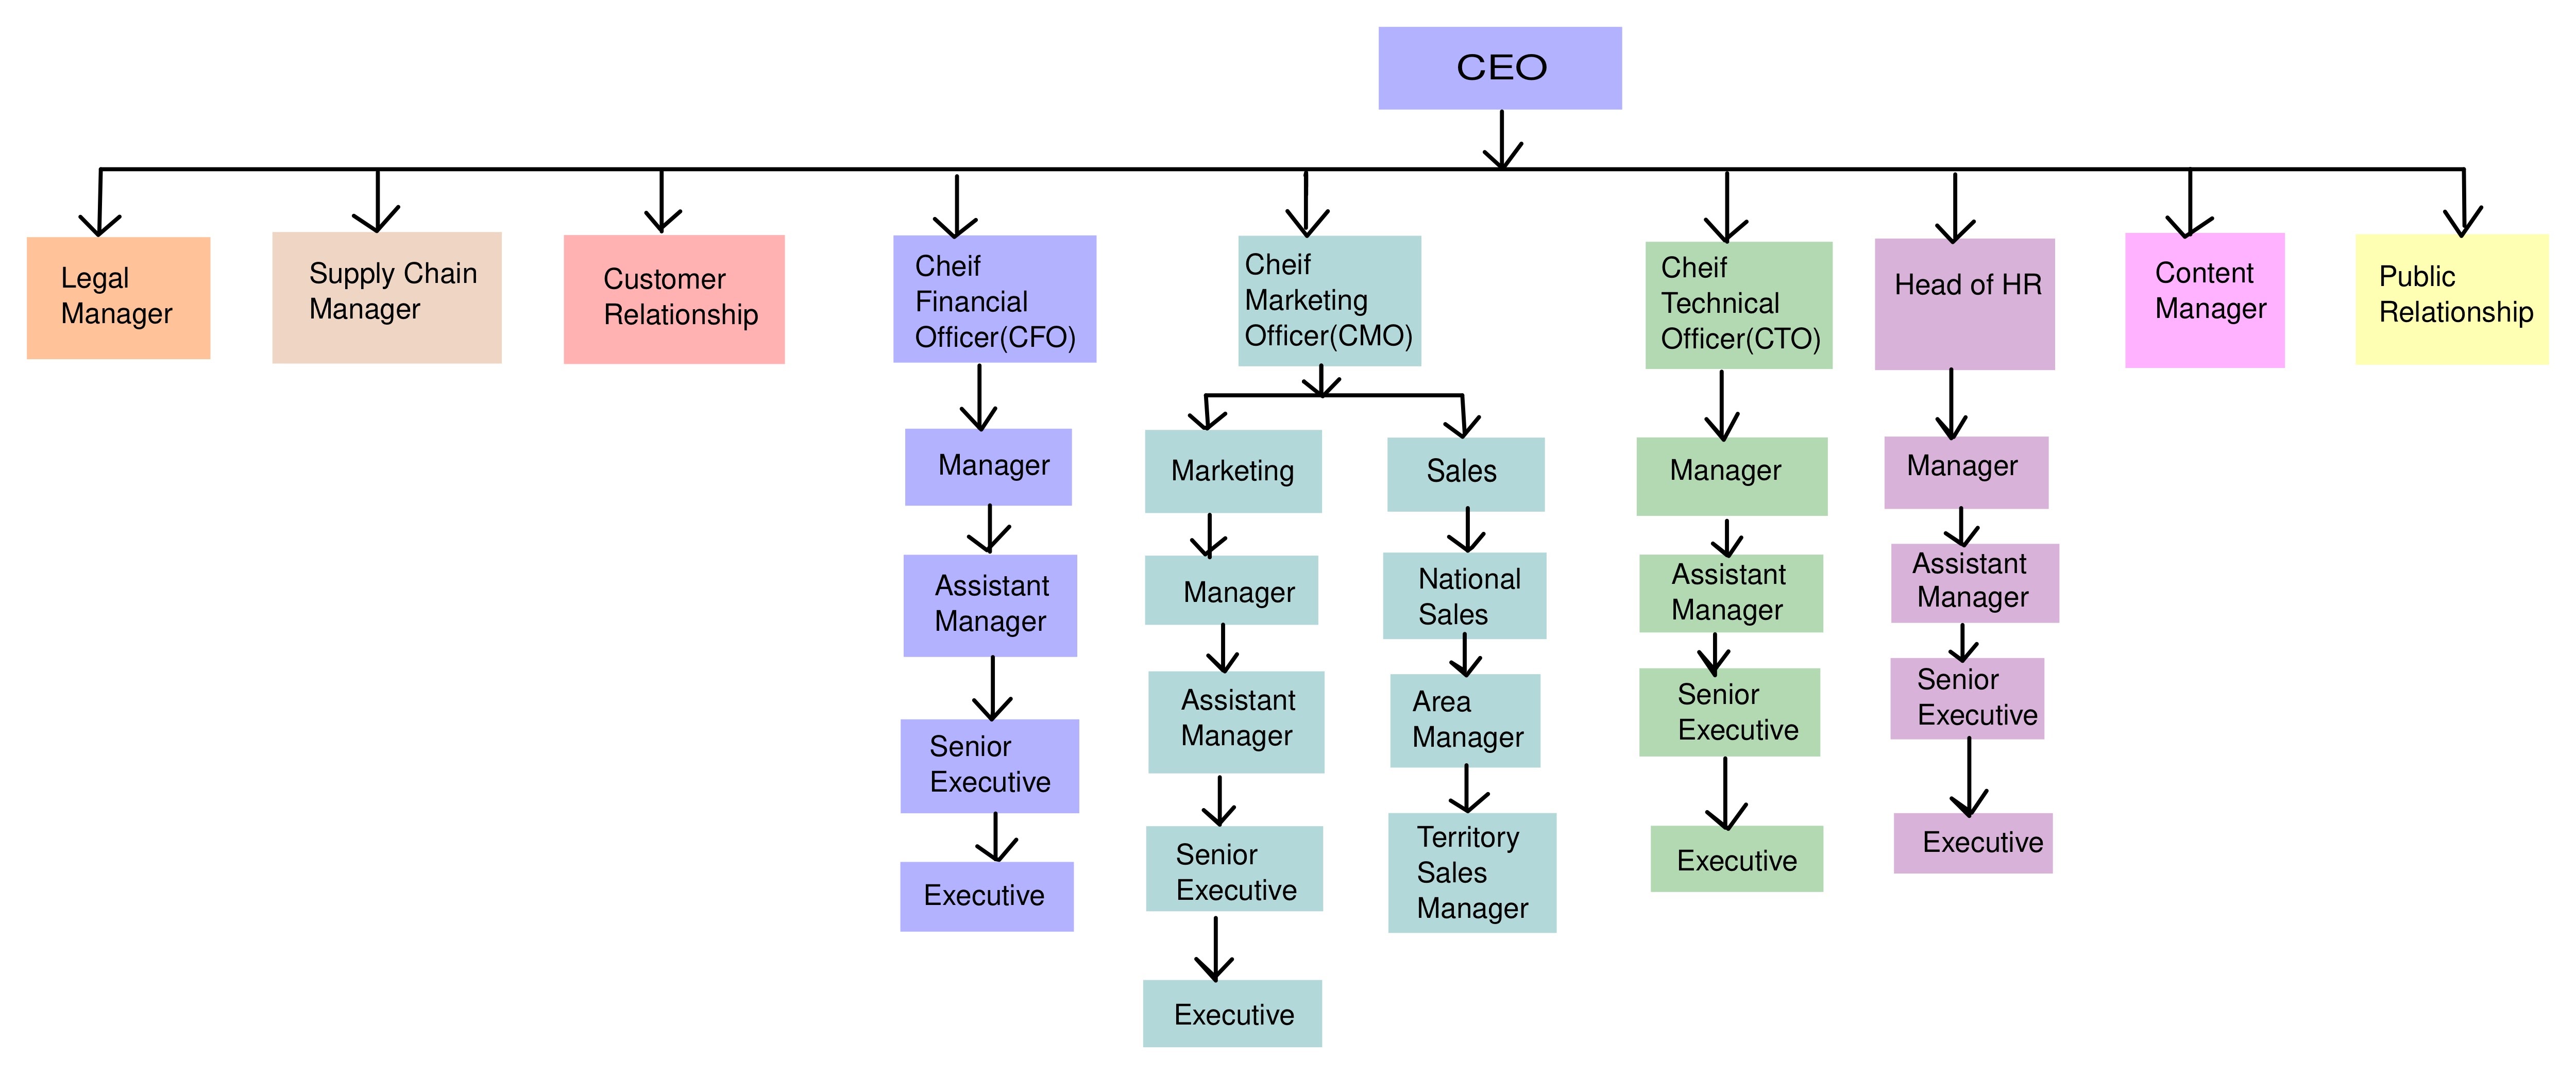 CEO
Legal
Manager
Supply Chain
Manager
Customer
Relationship
Cheif
Financial
Officer(CFO)
Cheif
Marketing
Officer(CMO)
Cheif
Technical
Officer(CTO)
Head of HR
Content
Manager
Public
Relationship
Manager
Assistant
Manager
Senior
Executive
Executive
Marketing
Manager
Assistant
Manager
Senior
Executive
Executive
Sales
National
Sales
Area
Manager
Territory
Sales
Manager
Manager
Assistant
Manager
Senior
Executive
Executive
Manager
Assistant
Manager
Senior
Executive
Executive